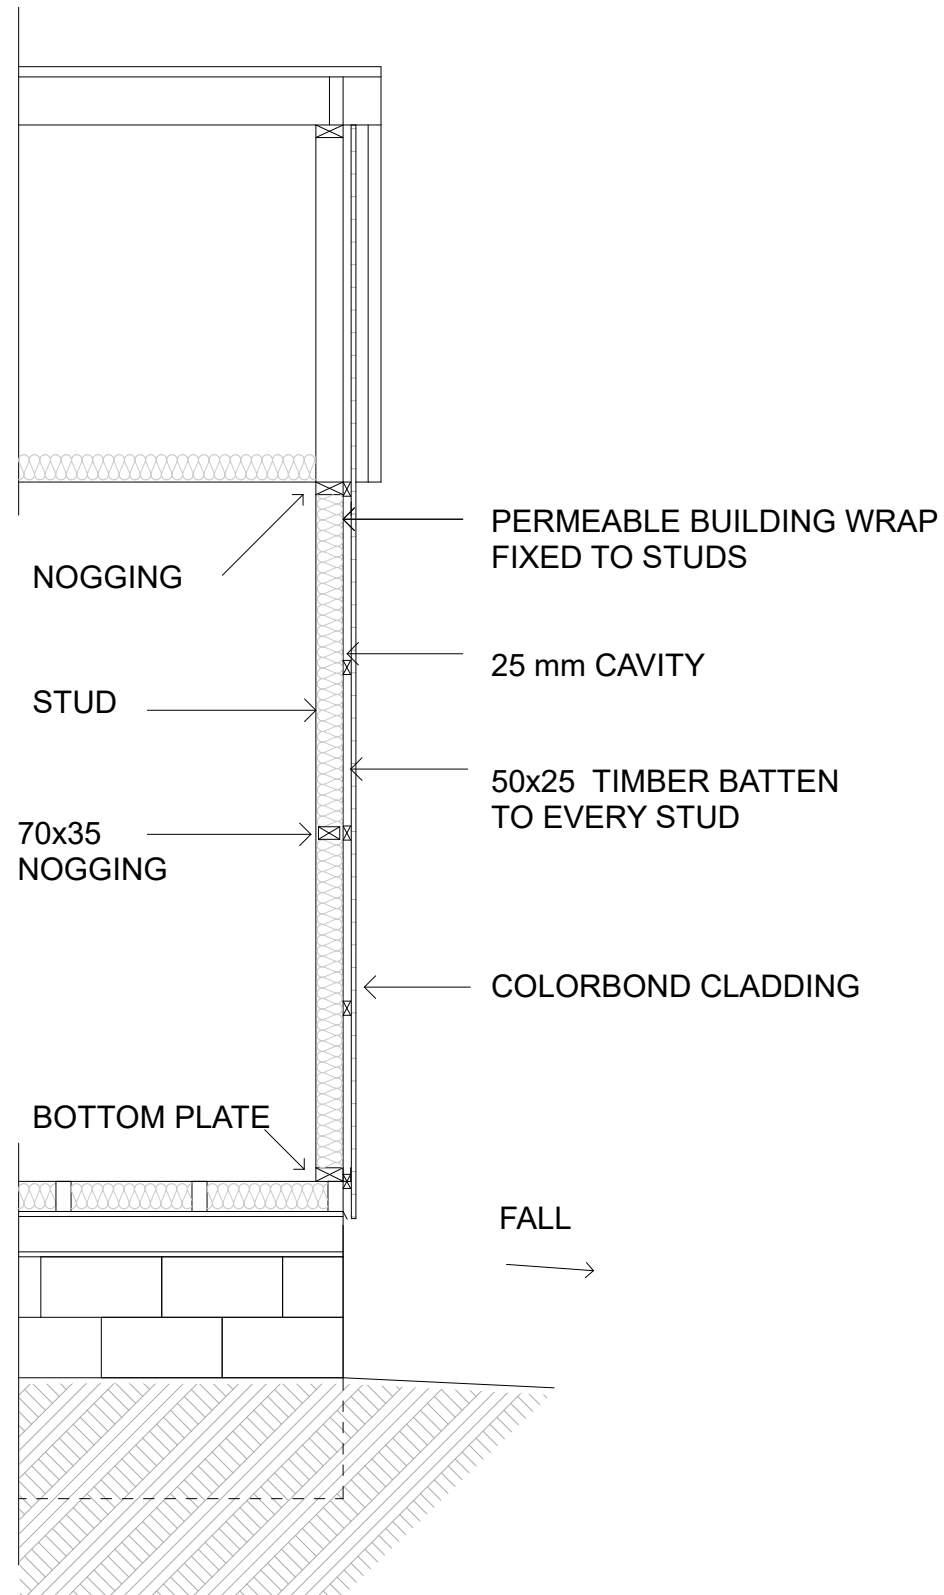 PERMEABLE BUILDING WRAP
FIXED TO STUDS
NOGGING
25 mm CAVITY
STUD
50x25  TIMBER BATTEN
TO EVERY STUD
70x35
NOGGING
COLORBOND CLADDING
BOTTOM PLATE
FALL